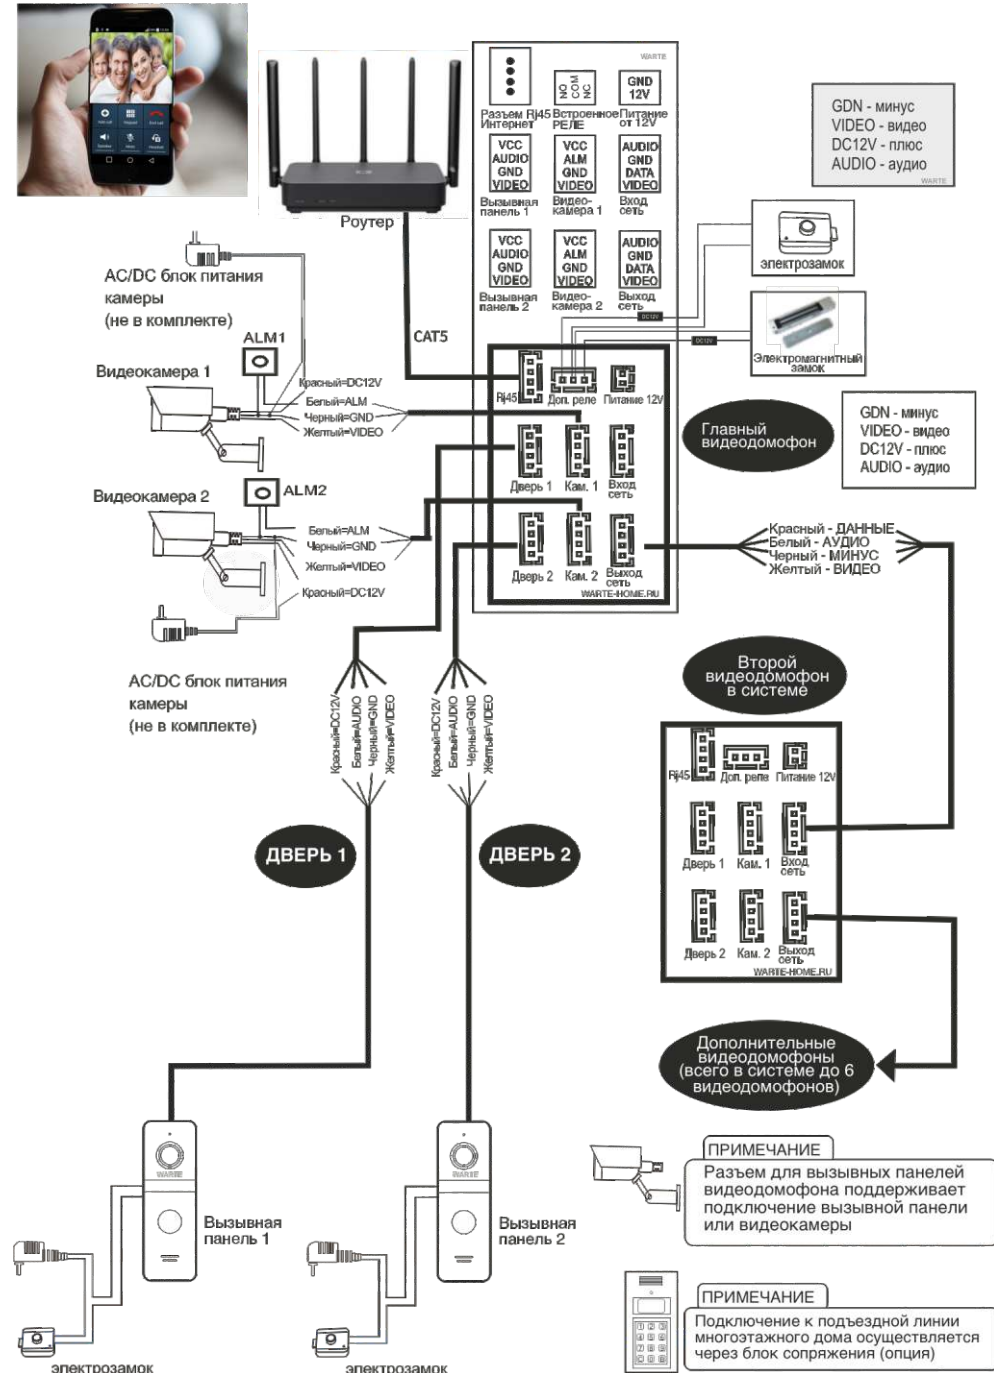 WARTE
GND
12V
NO
COM
NC
Разъем Rj45
Интернет
Встроенное
РЕЛЕ
Питание
от 12V
VCC
AUDIO
GND
VIDEO
VCC
ALM
GND
VIDEO
AUDIO
GND
DATA
VIDEO
Вызывная
панель 1
Видео-
камера 1
Вход
сеть
VCC
AUDIO
GND
VIDEO
VCC
ALM
GND
VIDEO
AUDIO
GND
DATA
VIDEO
Вызывная
панель 2
Видео-
камера 2
Выход
сеть
GDN - минус
VIDEO - видео
DC12V - плюс
AUDIO - аудио
WARTE
Роутер
электрозамок
DC12V
DC12V
Электромагнитный
замок
AC/DC блок питания
камеры
(не в комплекте)
CAT5
ALM1
Видеокамера 1
Красный=DC12V
Белый=ALM
Черный=GND
Желтый=VIDEO
Rj45
Доп. реле
Питание 12V
Главный
видеодомофон
GDN - минус
VIDEO - видео
DC12V - плюс
AUDIO - аудио
Дверь 1
Кам. 1
Вход
сеть
Видеокамера 2
ALM2
Белый=ALM
Черный=GND
Желтый=VIDEO
Красный=DC12V
Дверь 2
Кам. 2
Выход
сеть
WARTE-HOME.RU
Красный - ДАННЫЕ
Белый - АУДИО
Черный - МИНУС
Желтый - ВИДЕО
AC/DC блок питания
камеры
(не в комплекте)
Красный=DC12V
Белый=AUDIO
Черный=GND
Желтый=VIDEO
Красный=DC12V
Белый=AUDIO
Черный=GND
Желтый=VIDEO
Второй
видеодомофон
в системе
Rj45
Доп. реле
Питание 12V
ДВЕРЬ 1
ДВЕРЬ 2
Дверь 1
Кам. 1
Вход
сеть
Дверь 2
Кам. 2
Выход
сеть
WARTE-HOME.RU
Дополнительные
видеодомофоны
(всего в системе до 6
видеодомофонов)
WARTE
WARTE
Вызывная
панель 1
Вызывная
панель 2
ПРИМЕЧАНИЕ
Разъем для вызывных панелей
видеодомофона поддерживает
подключение вызывной панели
или видеокамеры
ПРИМЕЧАНИЕ
Подключение к подъездной линии
многоэтажного дома осуществляется
через блок сопряжения (опция)
электрозамок
электрозамок